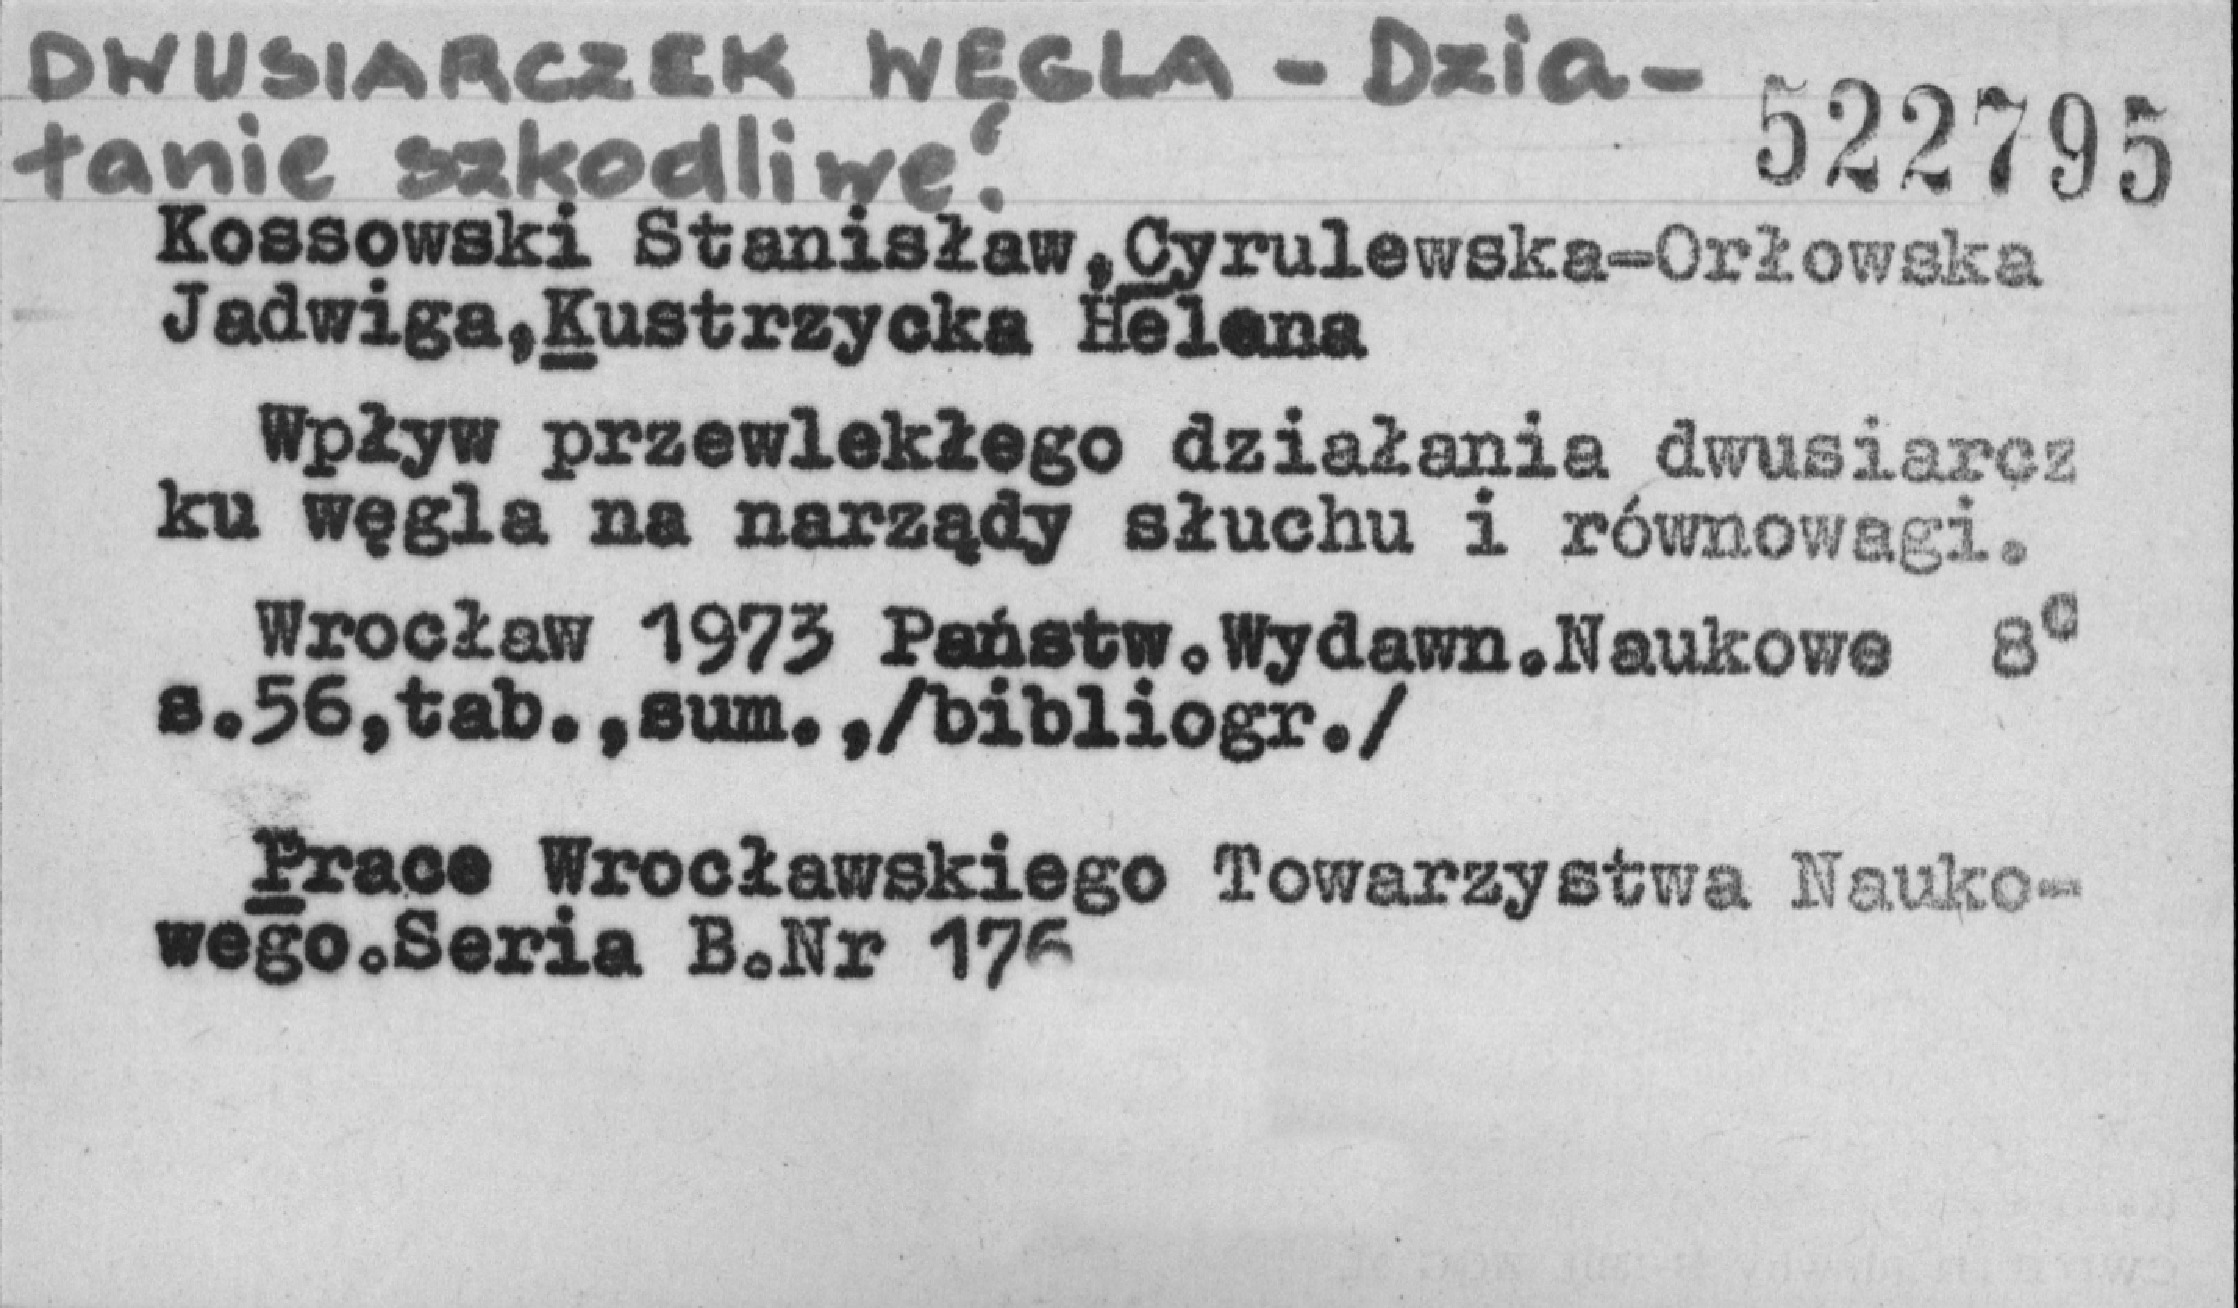 DWUSIARCZEK WĘGLA - Dzia-
łanie szkodliwe.
522795
Kossowski Stanisław,Cyrulewska-Orłowska
Jadwiga,Kustrzycka Helena
Wpływ przewlekłego działania dwusiarcz
ku węgla na narządy słuchu i równowagi.
Wrocław 1973 Państw.Wydawn.Naukowe 8°
s.56,tab.,sum.,/bibliogr./
Prace Wrocławskiego Towarzystwa Nauko-
wego.Seria B.Nr 176